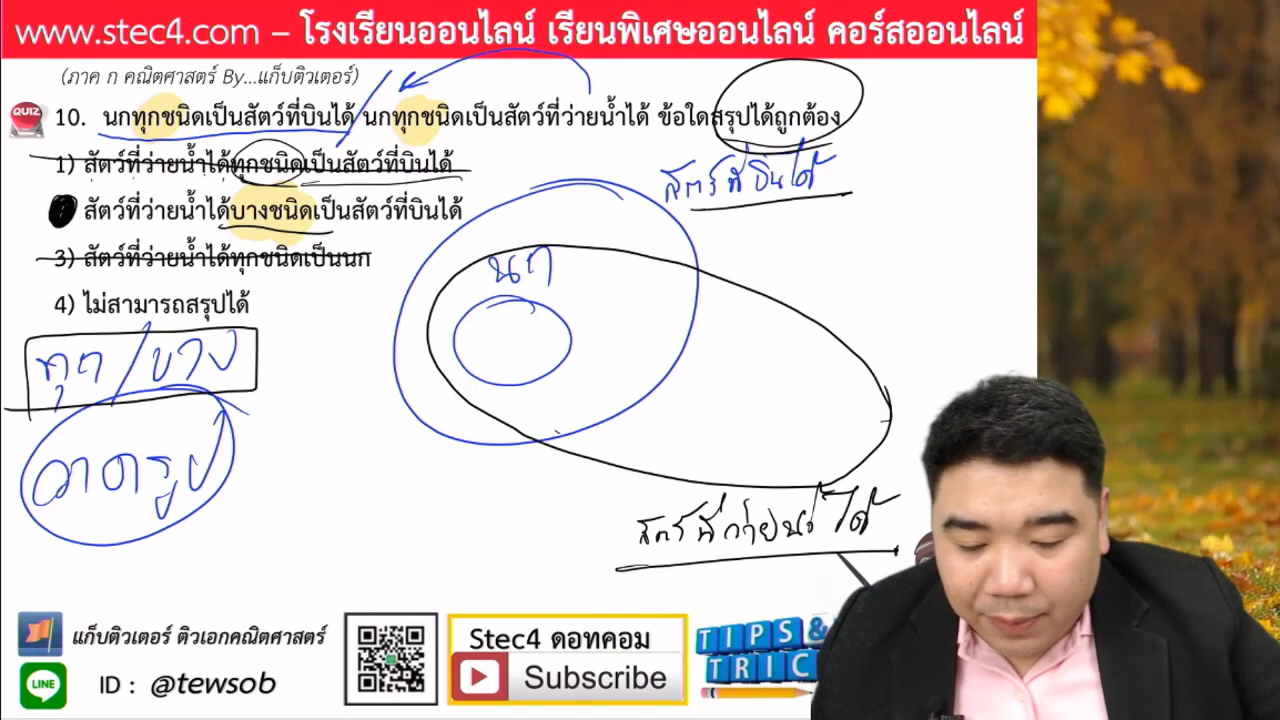 www.stec4.com – โรงเรียนออนไลน์ เรียนพิเศษออนไลน์ คอร์สออนไลน์
(ภาค ก คณิตศาสตร์ By...แก็บติวเตอร์)
QUIZ 10. นกทุกชนิดเป็นสัตว์ที่บินได้ นกทุกชนิดเป็นสัตว์ที่ว่ายน้ำได้ ข้อใดสรุปได้ถูกต้อง
1) สัตว์ที่ว่ายน้ำได้ทุกชนิดเป็นสัตว์ที่บินได้
สัตว์ที่บินได้
สัตว์ที่ว่ายน้ำได้บางชนิดเป็นสัตว์ที่บินได้
3) สัตว์ที่ว่ายน้ำได้ทุกชนิดเป็นนก
นก
4) ไม่สามารถสรุปได้
ทุก/บาง
วาดรูป
สัตว์ที่ว่ายน้ำได้
แก็บติวเตอร์ ติวเอกคณิตศาสตร์
LINE ID : @tewsob
Stec4 ดอทคอม
Subscribe
TIPS &
TRIC